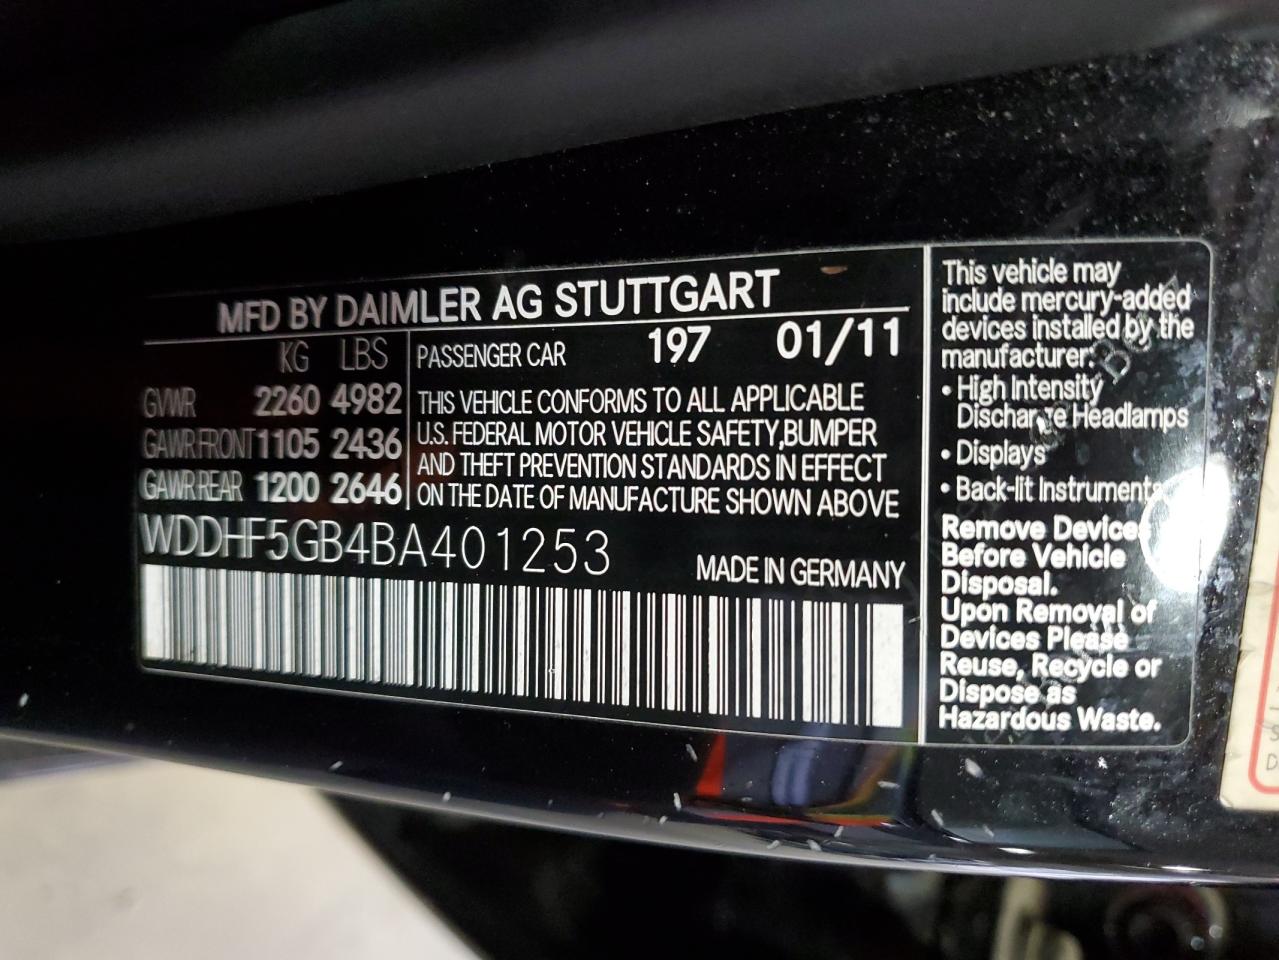 MFD BY DAIMLER AG STUTTGART
KG LBS
GVWR 2260 4982
GAWR FRONT 1105 2436
GAWR REAR 1200 2646
PASSENGER CAR 197 01/11
THIS VEHICLE CONFORMS TO ALL APPLICABLE
U.S. FEDERAL MOTOR VEHICLE SAFETY,BUMPER
AND THEFT PREVENTION STANDARDS IN EFFECT
ON THE DATE OF MANUFACTURE SHOWN ABOVE
WDDHF5GB4BA401253
MADE IN GERMANY
This vehicle may
include mercury-added
devices installed by the
manufacturer:
• High Intensity
Discharge Headlamps
• Displays
• Back-lit Instruments
Remove Devices
Before Vehicle
Disposal.
Upon Removal of
Devices Please
Reuse, Recycle or
Dispose as
Hazardous Waste.